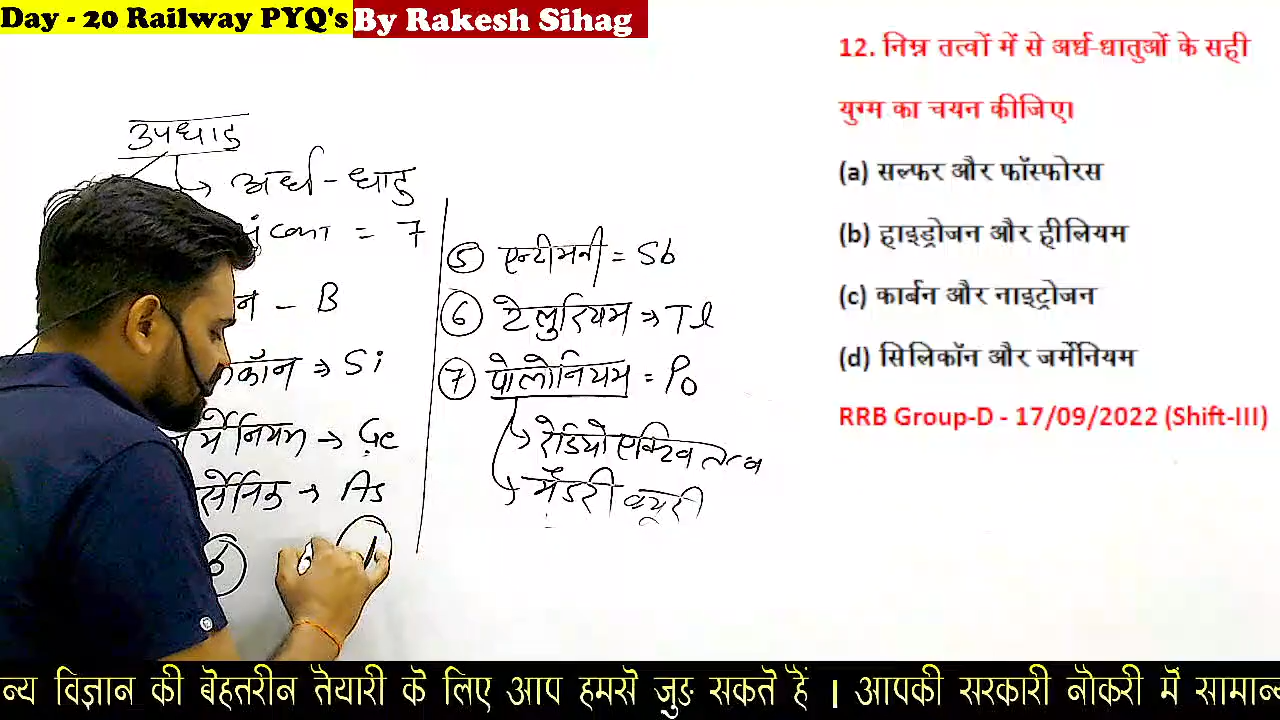 Day - 20 Railway PYQ's By Rakesh Sihag
12. निम्न तत्वों में से अर्ध-धातुओं के सही
युग्म का चयन कीजिए।
(a) सल्फर और फॉस्फोरस
(b) हाइड्रोजन और हीलियम
(c) कार्बन और नाइट्रोजन
(d) सिलिकॉन और जर्मेनियम
RRB Group-D - 17/09/2022 (Shift-III)
उपधातु
अर्ध-धातु
= 7
न - B
कॉन ⇒ Si
र्मेनियम → Ge
र्सेनिक → As
⑤ एन्टीमनी = Sb
⑥ टेलुरियम ⇒ Tl
⑦ पोलोनियम = Po
रेडियोएक्टिव तत्व
मैडरी क्यूरी
न्य विज्ञान की बेहतरीन तैयारी के लिए आप हमसे जुड़ सकते हैं । आपकी सरकारी नौकरी में सामान्